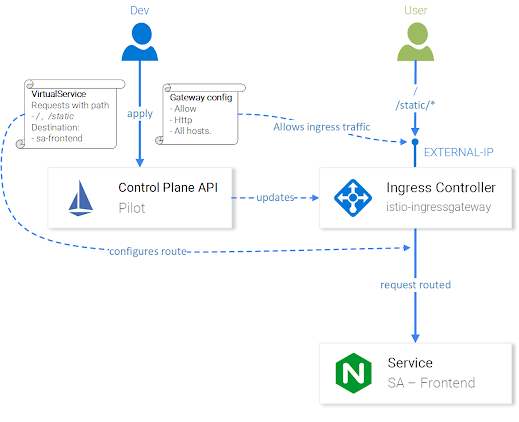 Dev
User
VirtualService
Requests with path
- /, /static
Destination:
- sa-frontend
Gateway config
- Allow
- Http
- All hosts.
apply
/
/static/*
Allows ingress traffic
EXTERNAL-IP
Control Plane API
Pilot
updates
Ingress Controller
istio-ingressgateway
configures route
request routed
N
Service
SA – Frontend